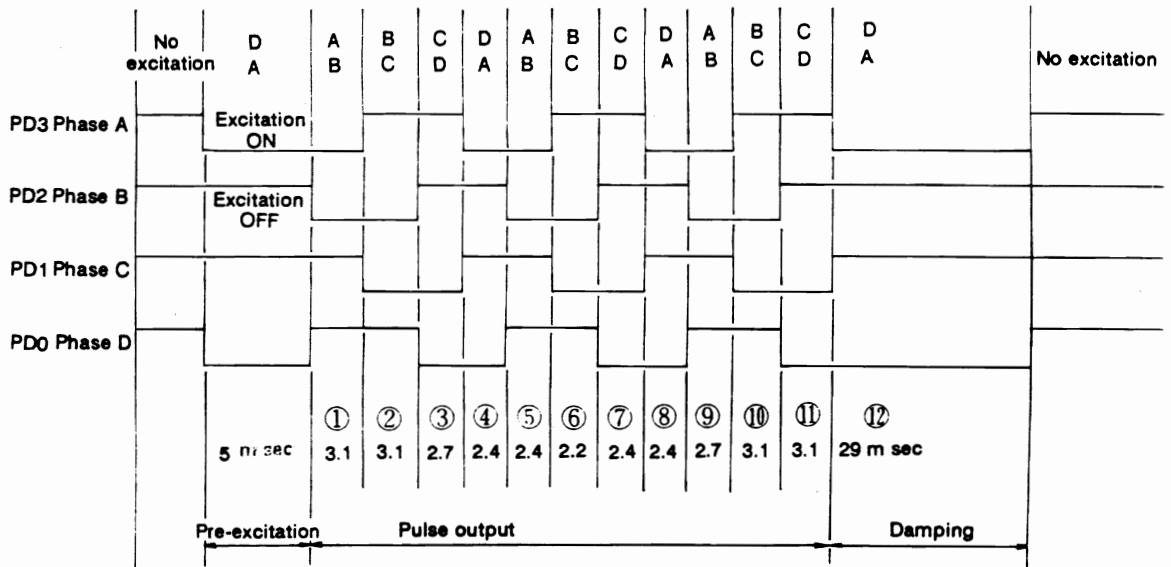 No excitation
D A
A B
B C
C D
D A
A B
B C
C D
D A
A B
B C
C D
D A
No excitation
PD3 Phase A
Excitation ON
PD2 Phase B
Excitation OFF
PD1 Phase C
PD0 Phase D
① ② ③ ④ ⑤ ⑥ ⑦ ⑧ ⑨ ⑩ ⑪ ⑫
5 m sec 3.1 3.1 2.7 2.4 2.4 2.2 2.4 2.4 2.7 3.1 3.1 29 m sec
Pre-excitation Pulse output Damping